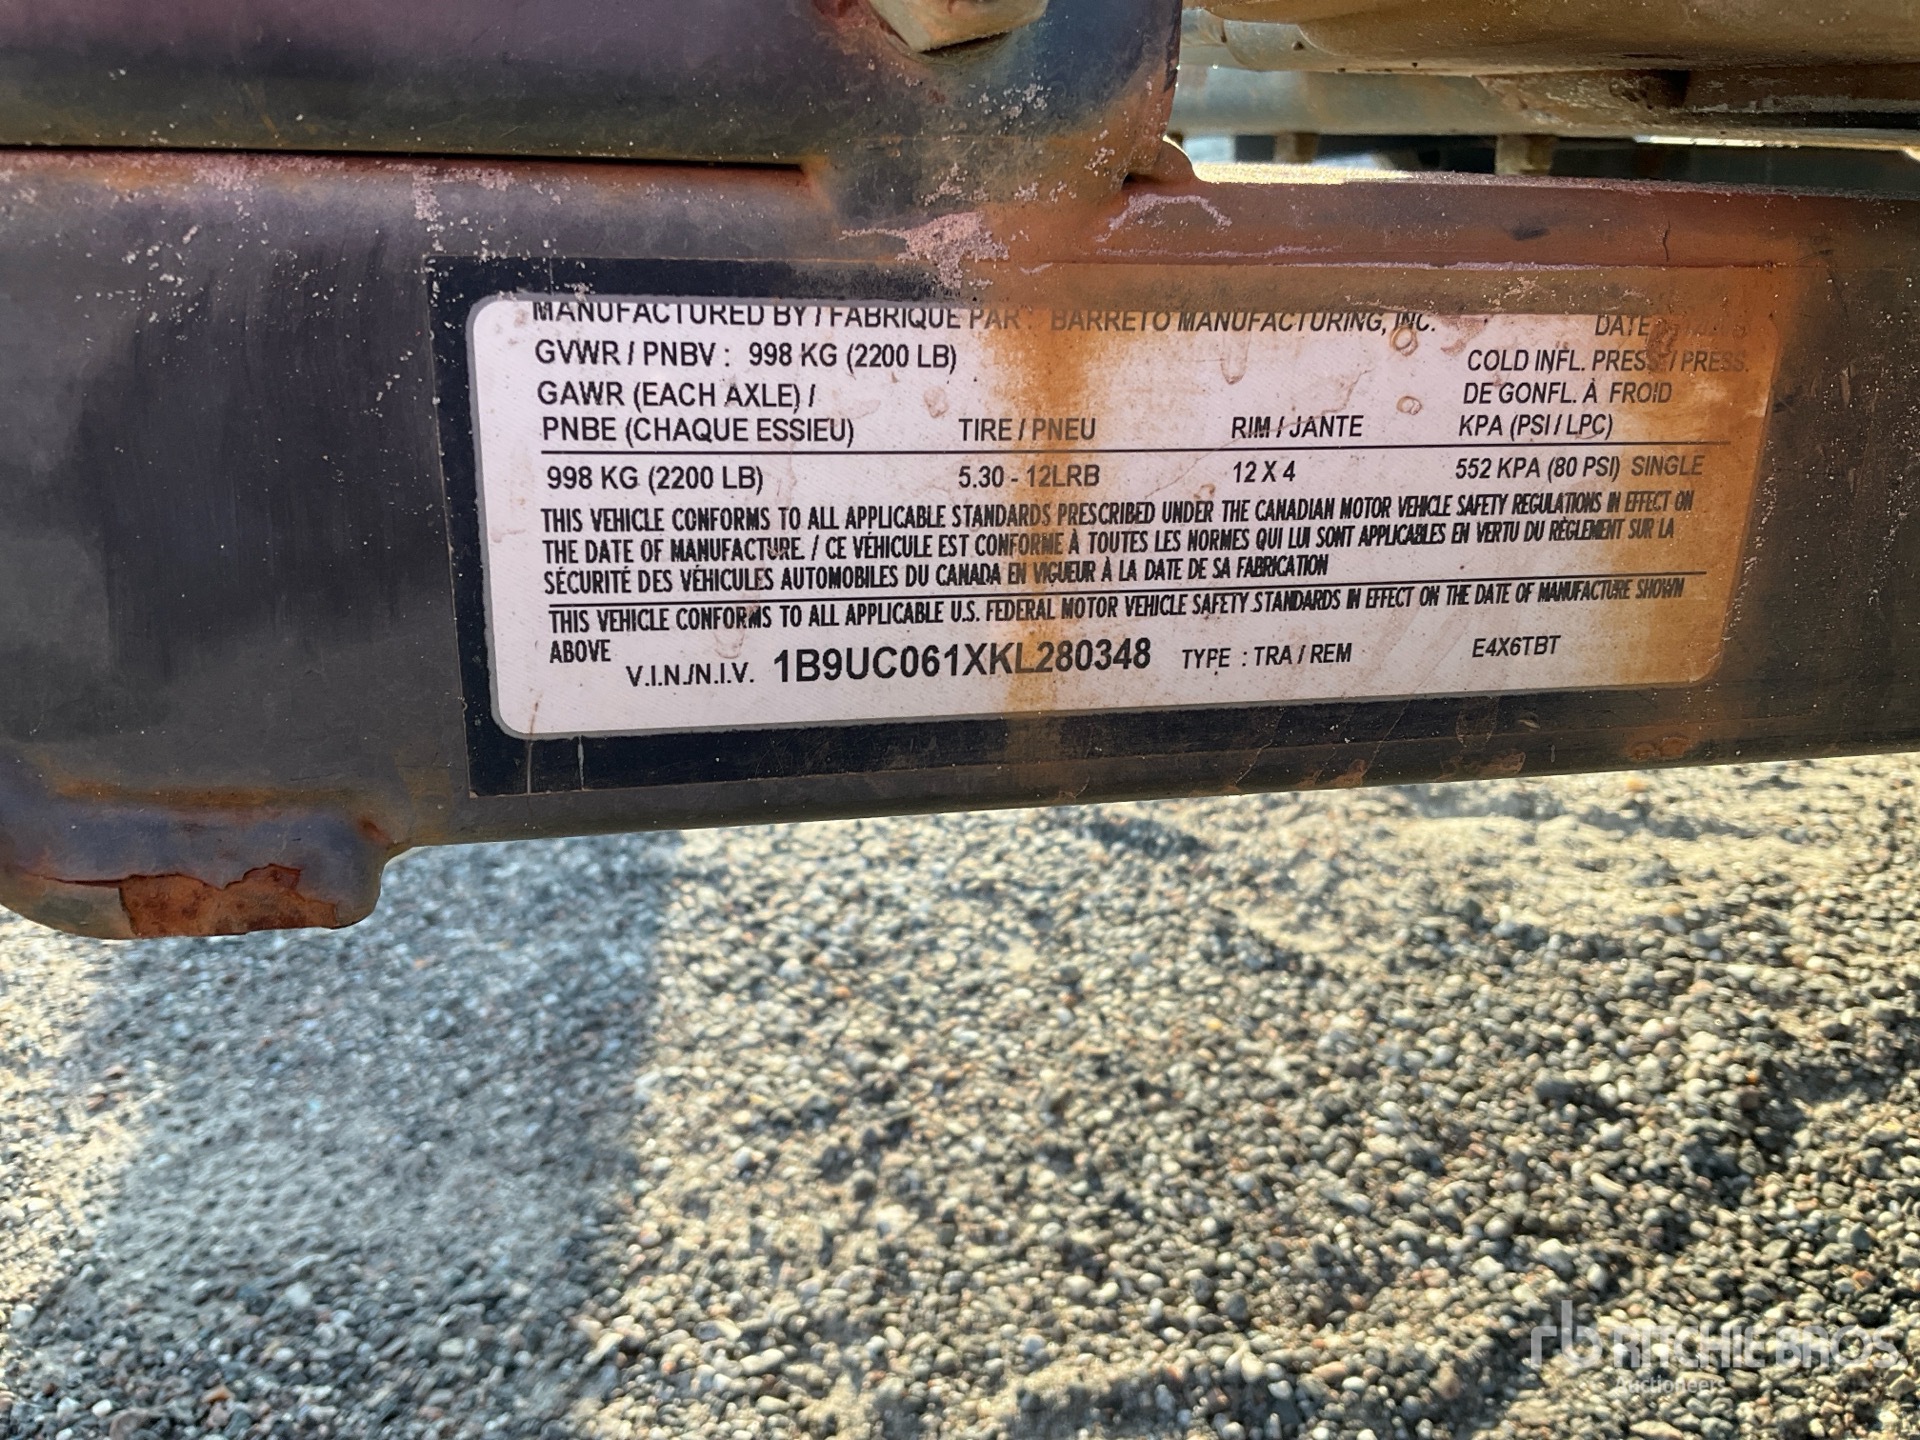 MANUFACTURED BY / FABRIQUE PAR : BARRETO MANUFACTURING, INC. DATE
GVWR / PNBV : 998 KG (2200 LB) COLD INFL. PRESS. / PRESS.
GAWR (EACH AXLE) / DE GONFL. À FROID
PNBE (CHAQUE ESSIEU) TIRE / PNEU RIM / JANTE KPA (PSI / LPC)
998 KG (2200 LB) 5.30 - 12LRB 12 X 4 552 KPA (80 PSI) SINGLE
THIS VEHICLE CONFORMS TO ALL APPLICABLE STANDARDS PRESCRIBED UNDER THE CANADIAN MOTOR VEHICLE SAFETY REGULATIONS IN EFFECT ON
THE DATE OF MANUFACTURE. / CE VÉHICULE EST CONFORME À TOUTES LES NORMES QUI LUI SONT APPLICABLES EN VERTU DU RÈGLEMENT SUR LA
SÉCURITÉ DES VÉHICULES AUTOMOBILES DU CANADA EN VIGUEUR À LA DATE DE SA FABRICATION
THIS VEHICLE CONFORMS TO ALL APPLICABLE U.S. FEDERAL MOTOR VEHICLE SAFETY STANDARDS IN EFFECT ON THE DATE OF MANUFACTURE SHOWN
ABOVE
V.I.N./N.I.V. 1B9UC061XKL280348 TYPE : TRA / REM E4X6TBT
rb RITCHIE BROS.
Auctioneers